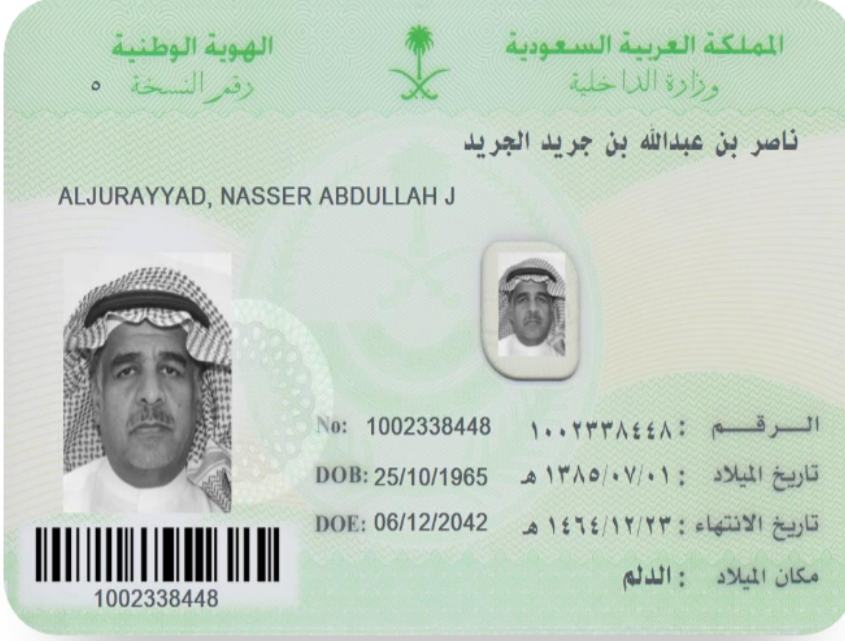 المملكة العربية السعودية
وزارة الداخلية
الهوية الوطنية
رقم النسخة ٥
ناصر بن عبدالله بن جريد الجريد
ALJURAYYAD, NASSER ABDULLAH J
No: 1002338448 الـرقـــم : ١٠٠٢٣٣٨٤٤٨
DOB: 25/10/1965 تاريخ الميلاد : ١٣٨٥/٠٧/٠١ هـ
DOE: 06/12/2042 تاريخ الانتهاء : ١٤٦٤/١٢/٢٣ هـ
مكان الميلاد : الدلم
1002338448